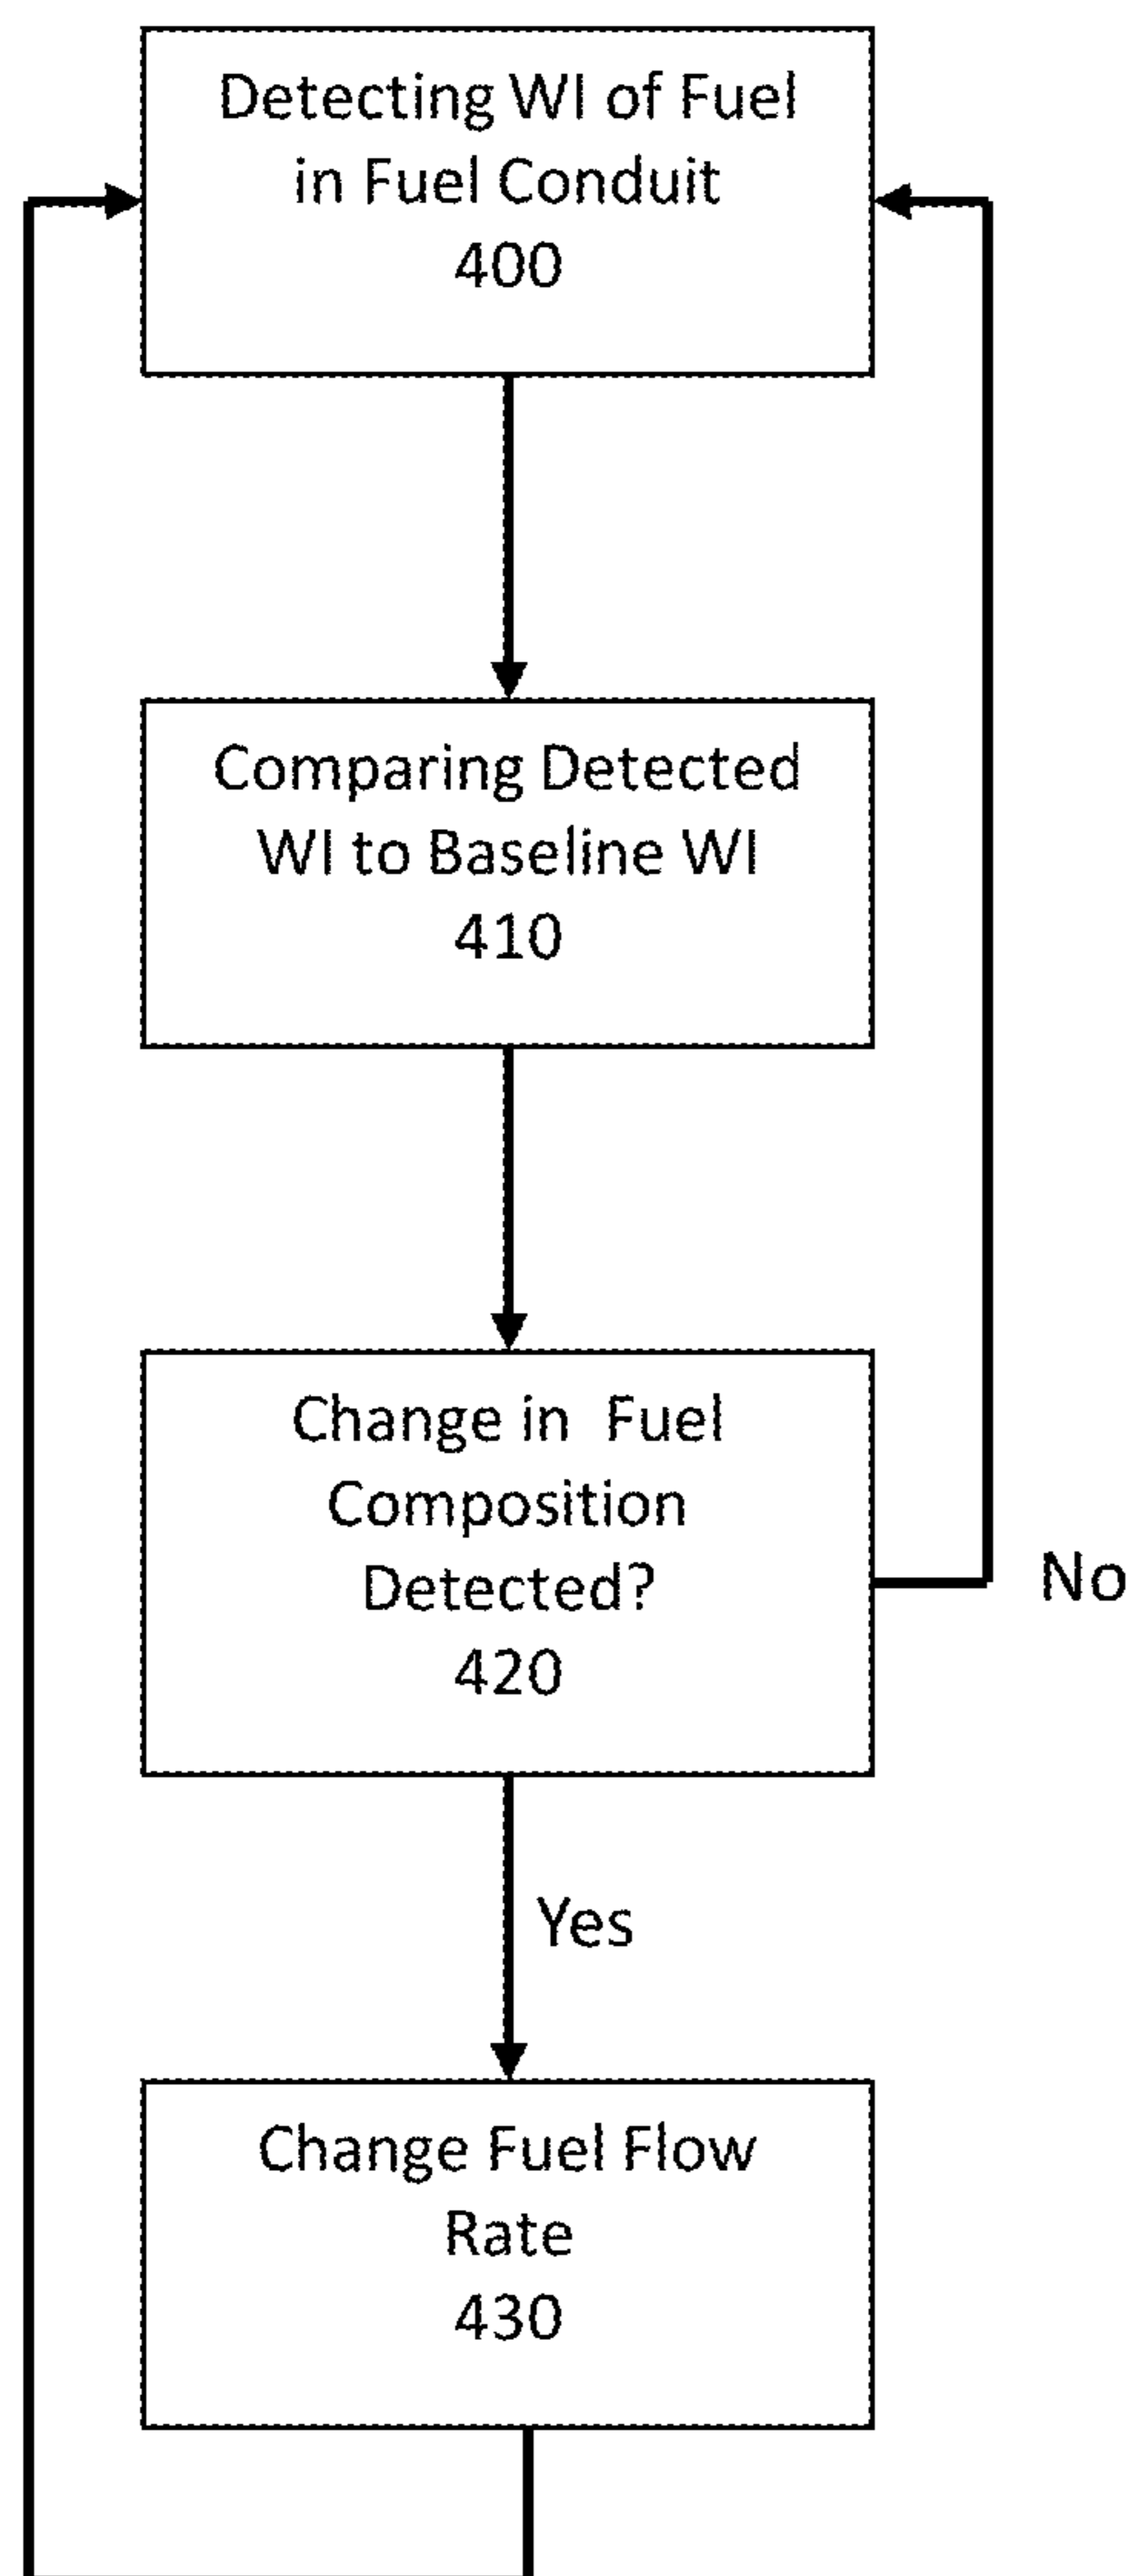 Detecting WI of Fuel
in Fuel Conduit
400
Comparing Detected
WI to Baseline WI
410
Change in  Fuel
Composition
Detected?
420
No
Yes
Change Fuel Flow
Rate
430